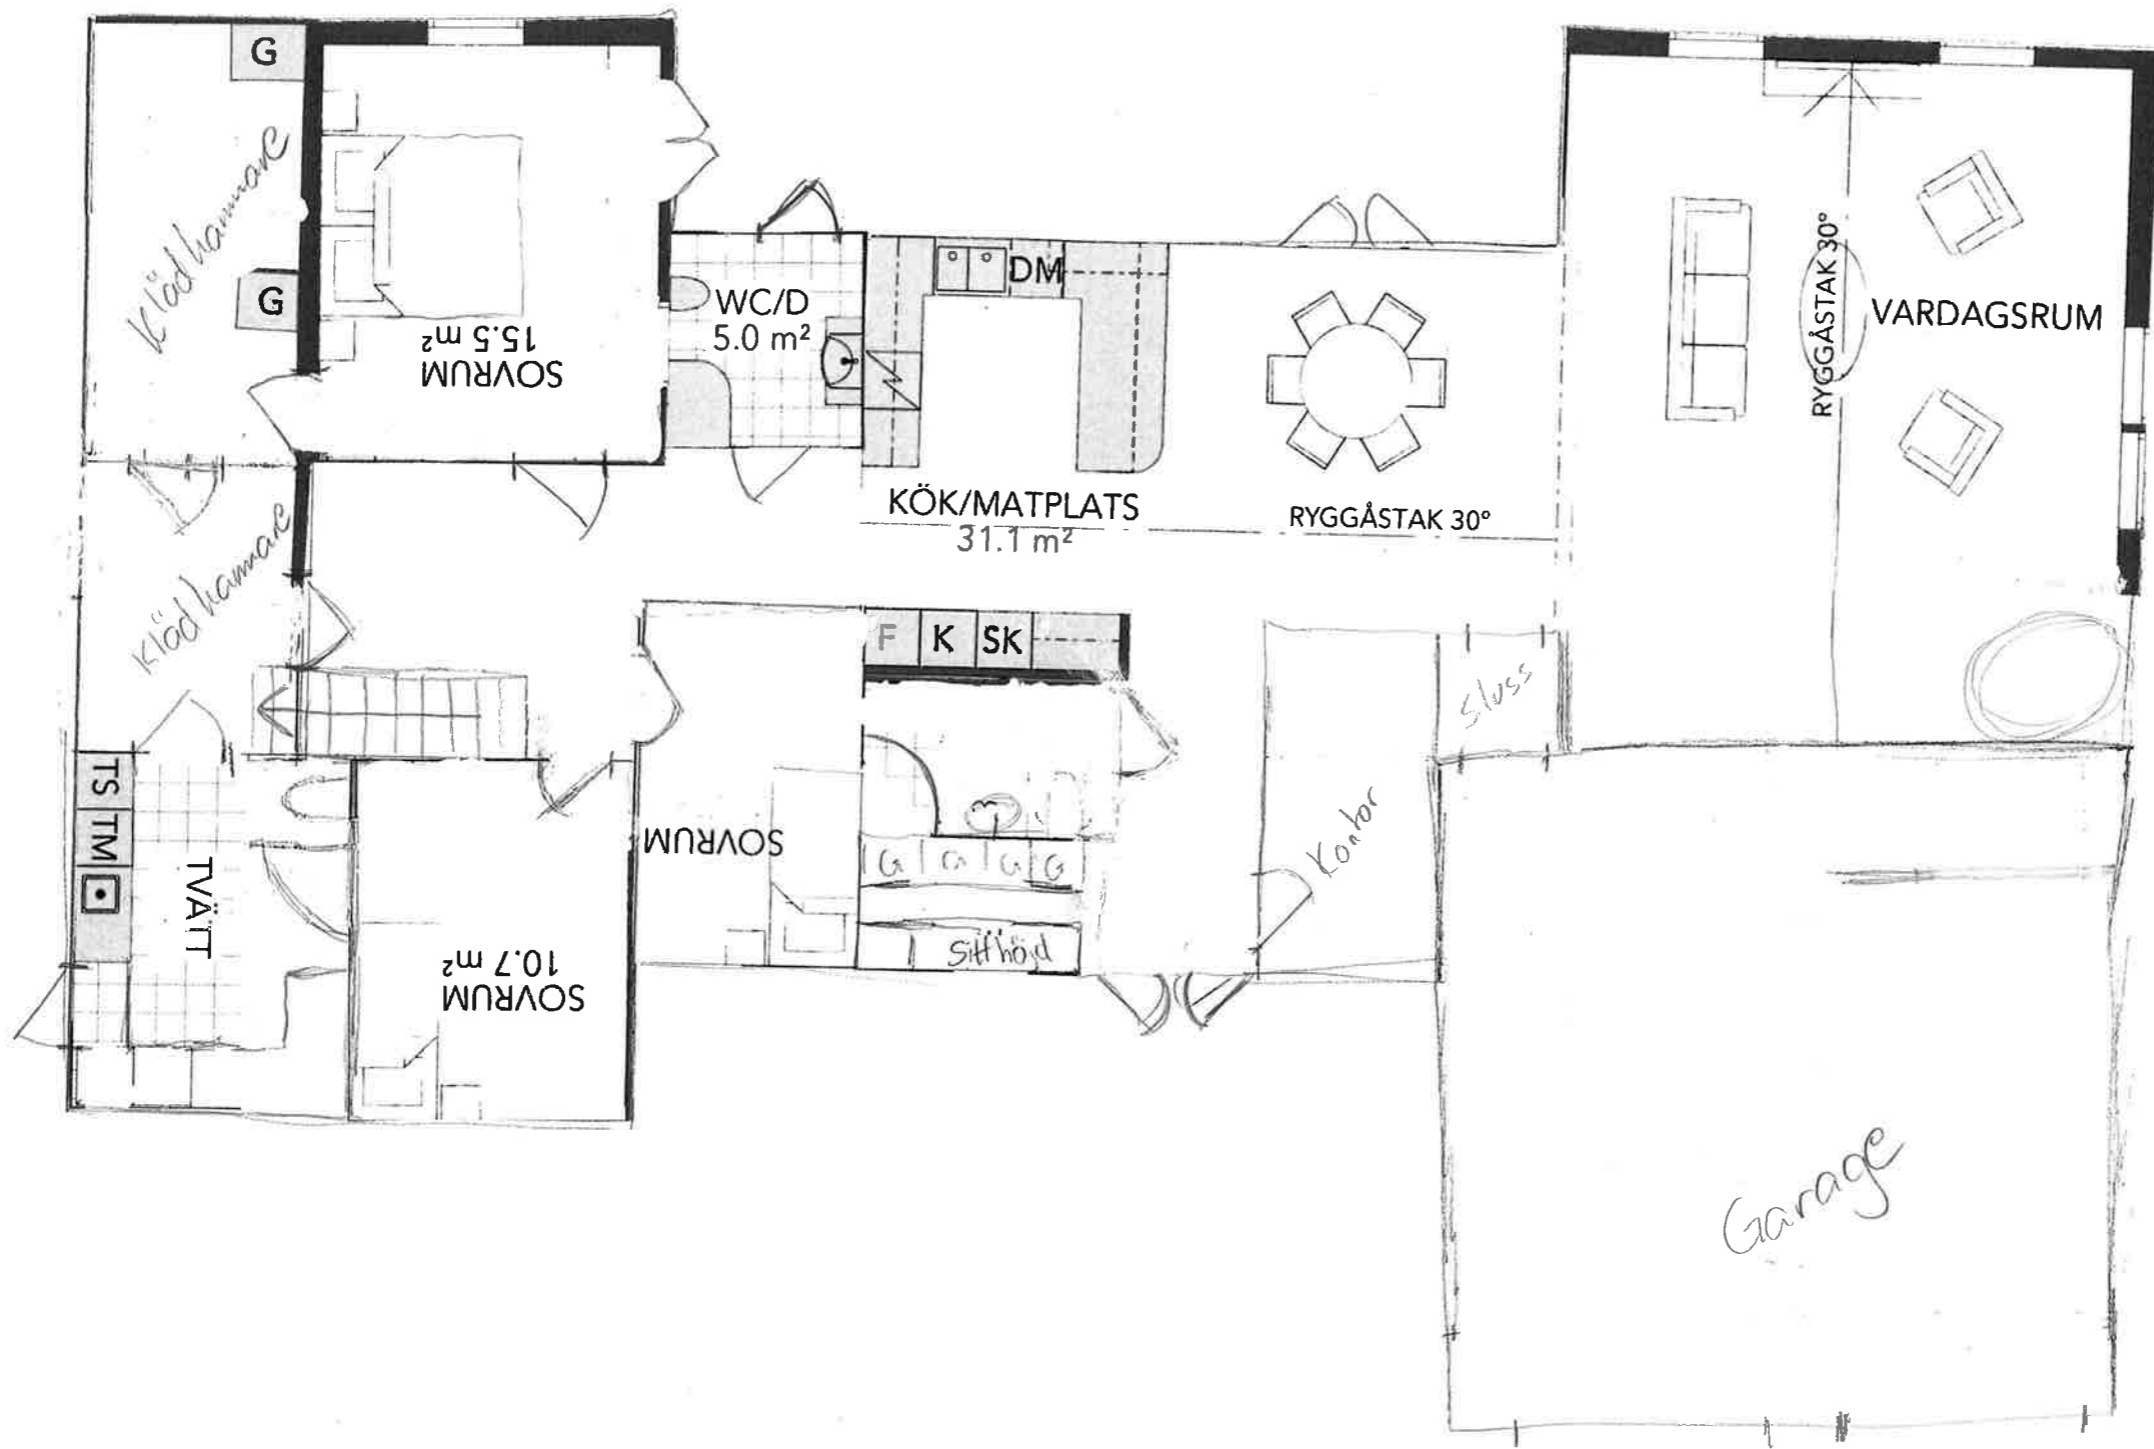 G
Klädkammare
G
SOVRUM
15.5 m²
WC/D
5.0 m²
DM
KÖK/MATPLATS
31.1 m²
RYGGÅSTAK 30°
RYGGÅSTAK 30°
VARDAGSRUM
Klädkammare
F K SK
Sluss
TS
TM
TVÄTT
SOVRUM
10.7 m²
SOVRUM
G G G G
Sitthöjd
Kontor
Garage